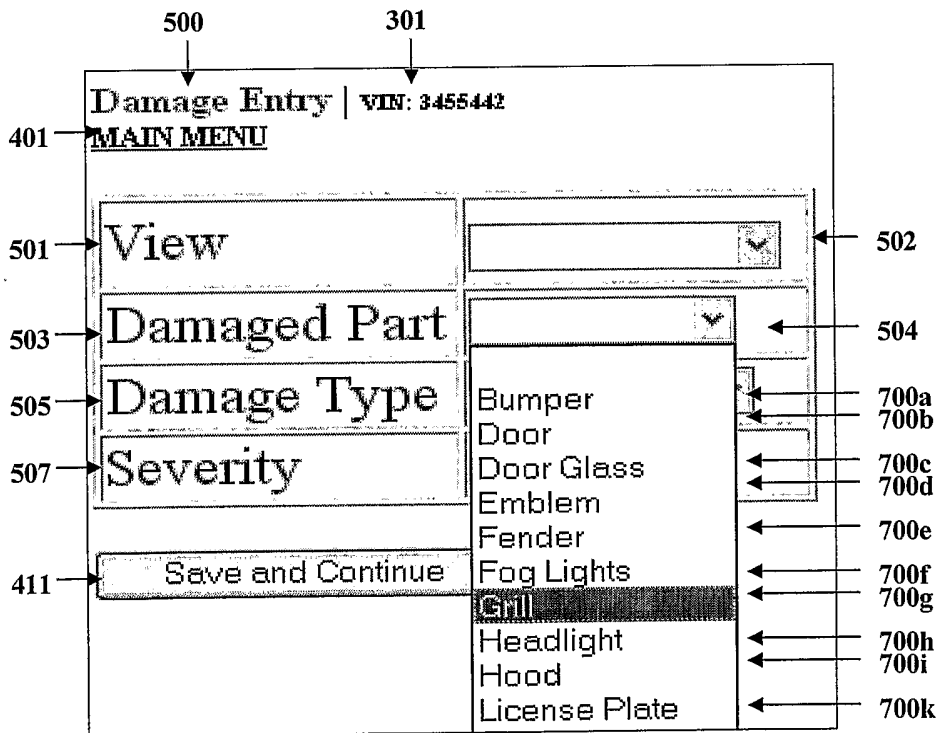 500 301
Damage Entry | VIN: 3455442
401 MAIN MENU
501 View 502
503 Damaged Part 504
505 Damage Type
507 Severity
Bumper 700a
Door 700b
Door Glass 700c
Emblem 700d
Fender 700e
Fog Lights 700f
Grill 700g
Headlight 700h
Hood 700i
License Plate 700k
411 Save and Continue